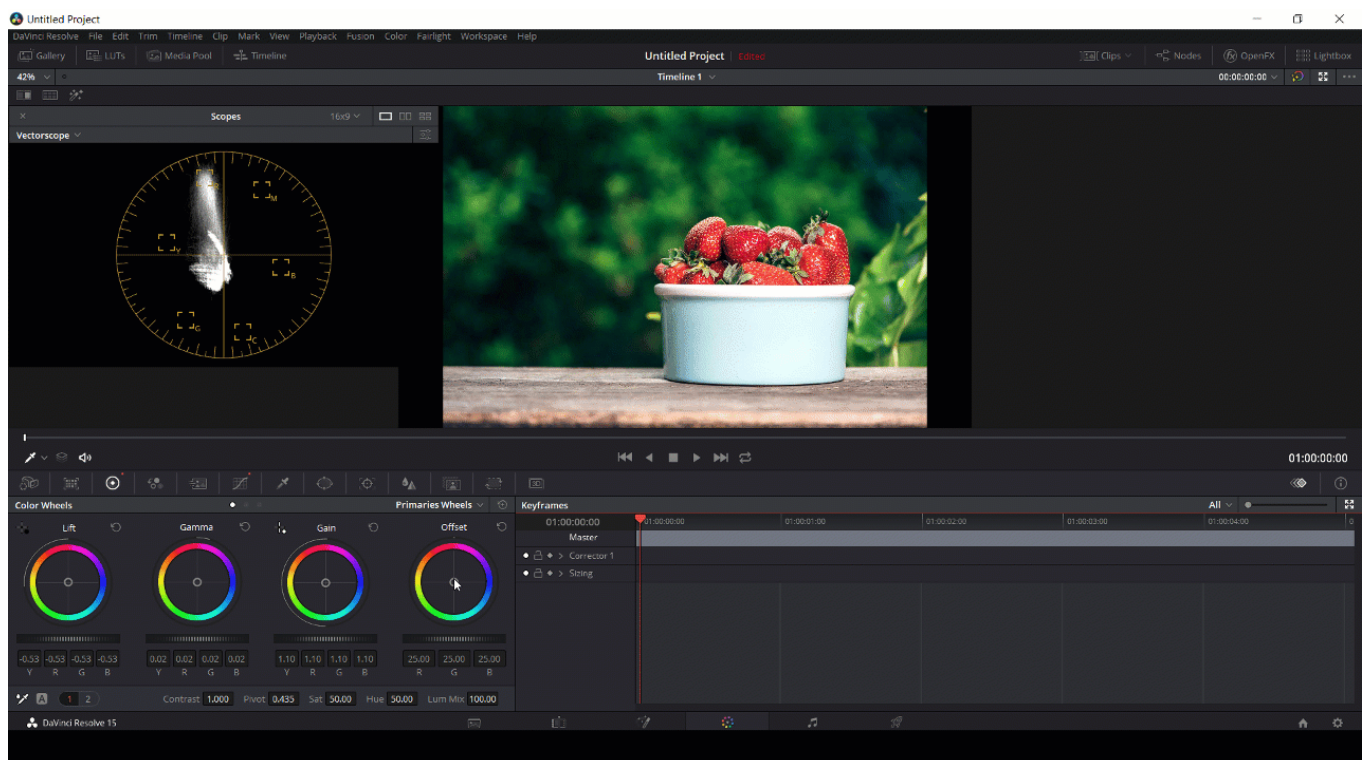 Untitled Project
DaVinci Resolve File Edit Trim Timeline Clip Mark View Playback Fusion Color Fairlight Workspace Help
Gallery LUTs Media Pool Timeline Untitled Project Edited Clips Nodes OpenFX Lightbox
42% Timeline 1 00:00:00:00
Scopes 16x9
Vectorscope
M
Y
B
G
C
01:00:00:00
3D
Color Wheels Primaries Wheels Keyframes All
Lift Gamma Gain Offset 01:00:00:00 01:00:00:00 01:00:01:00 01:00:02:00 01:00:03:00 01:00:04:00
Master
Corrector 1
Sizing
-0.53 -0.53 -0.53 -0.53 0.02 0.02 0.02 0.02 1.10 1.10 1.10 1.10 25.00 25.00 25.00
Y R G B Y R G B Y R G B R G B
A 1 2 Contrast 1.000 Pivot 0.435 Sat 50.00 Hue 50.00 Lum Mix 100.00
DaVinci Resolve 15